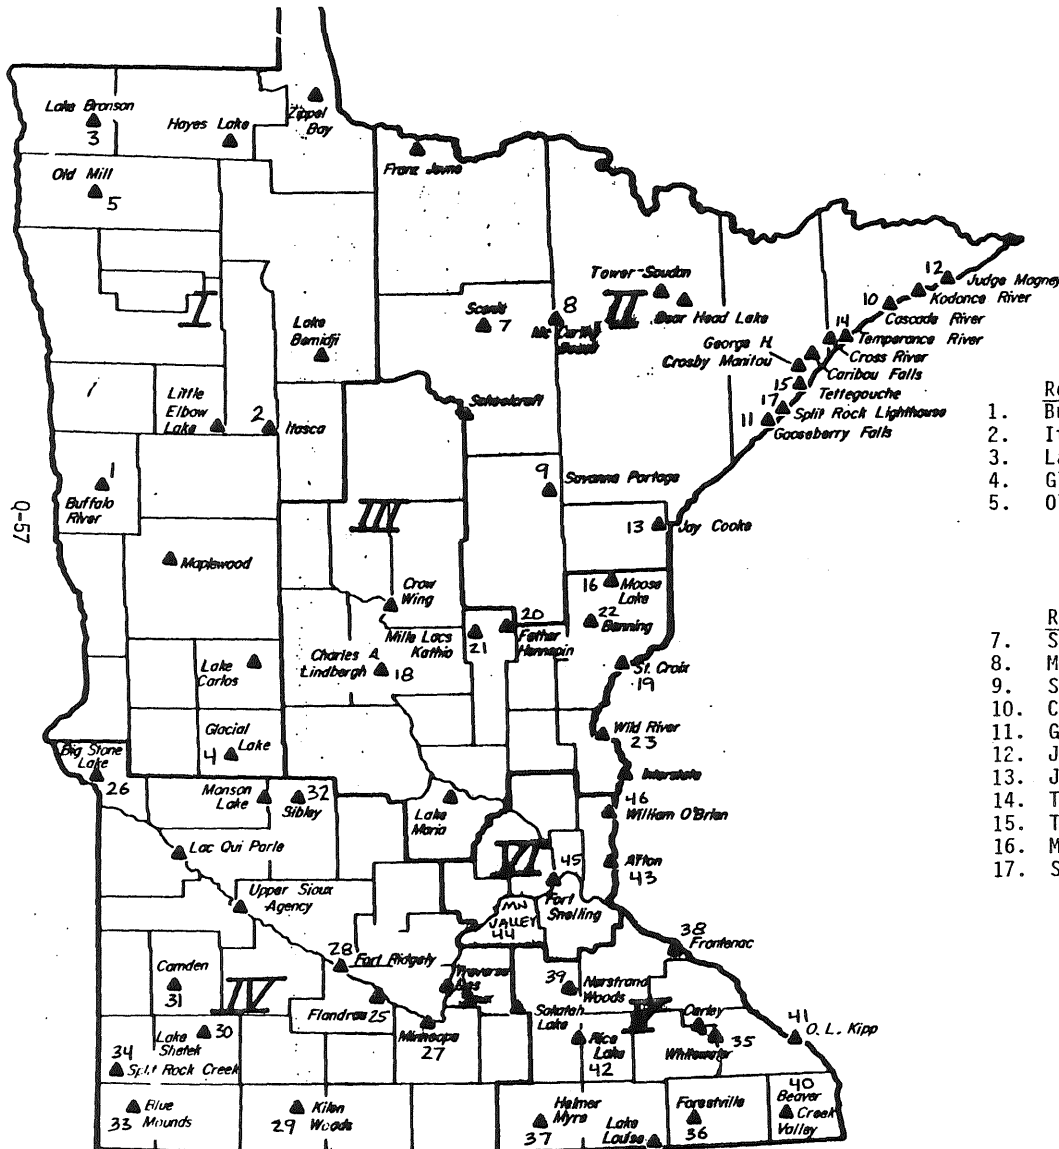 Lake Bronson
3
Hayes Lake
Zippel
Bay
Franz Jevne
Old Mill
5
I
Tower-Soudan
II
Bear Head Lake
Scenic
7
8
Mc Carthy
Beach
12
Judge Magney
Kodonce River
10
Cascade River
14
Temperance River
Cross River
George H.
Crosby Manitou
Caribou Falls
15
Tettegouche
17
Split Rock Lighthouse
11
Gooseberry Falls
Lake
Bemidji
Little
Elbow
Lake
2
Itasca
Schoolcraft
1
Buffalo
River
9
Savanna Portage
III
13
Jay Cooke
Maplewood
Crow
Wing
16
Moose
Lake
22
Banning
20
Father
Hennepin
Mille Lacs
Kathio
21
Charles A.
Lindbergh
18
St. Croix
19
Lake
Carlos
Glacial
Lake
4
Wild River
23
Interstate
Big Stone
Lake
26
Monson
Lake
32
Sibley
Lake
Maria
46
William O'Brian
VI
45
Fort
Snelling
Afton
43
MN
VALLEY
44
Lac Qui Parle
Upper Sioux
Agency
28
Fort Ridgely
38
Frontenac
Camden
31
IV
Flandrau
25
Traverse
Des
Sioux
39
Nerstrand
Woods
Sakatah
Lake
V
Carley
Whitewater
35
41
O. L. Kipp
Minneopa
27
Rice
Lake
42
Lake
Shetek
30
34
Split Rock Creek
33
Blue
Mounds
29
Kilen
Woods
Helmer
Myre
37
Lake
Louise
Forestville
36
40
Beaver
Creek
Valley
Q-57
1. B
2. It
3. La
4. G
5. O
7. S
8. M
9. S
10. C
11. G
12. J
13. J
14. T
15. T
16. M
17. S